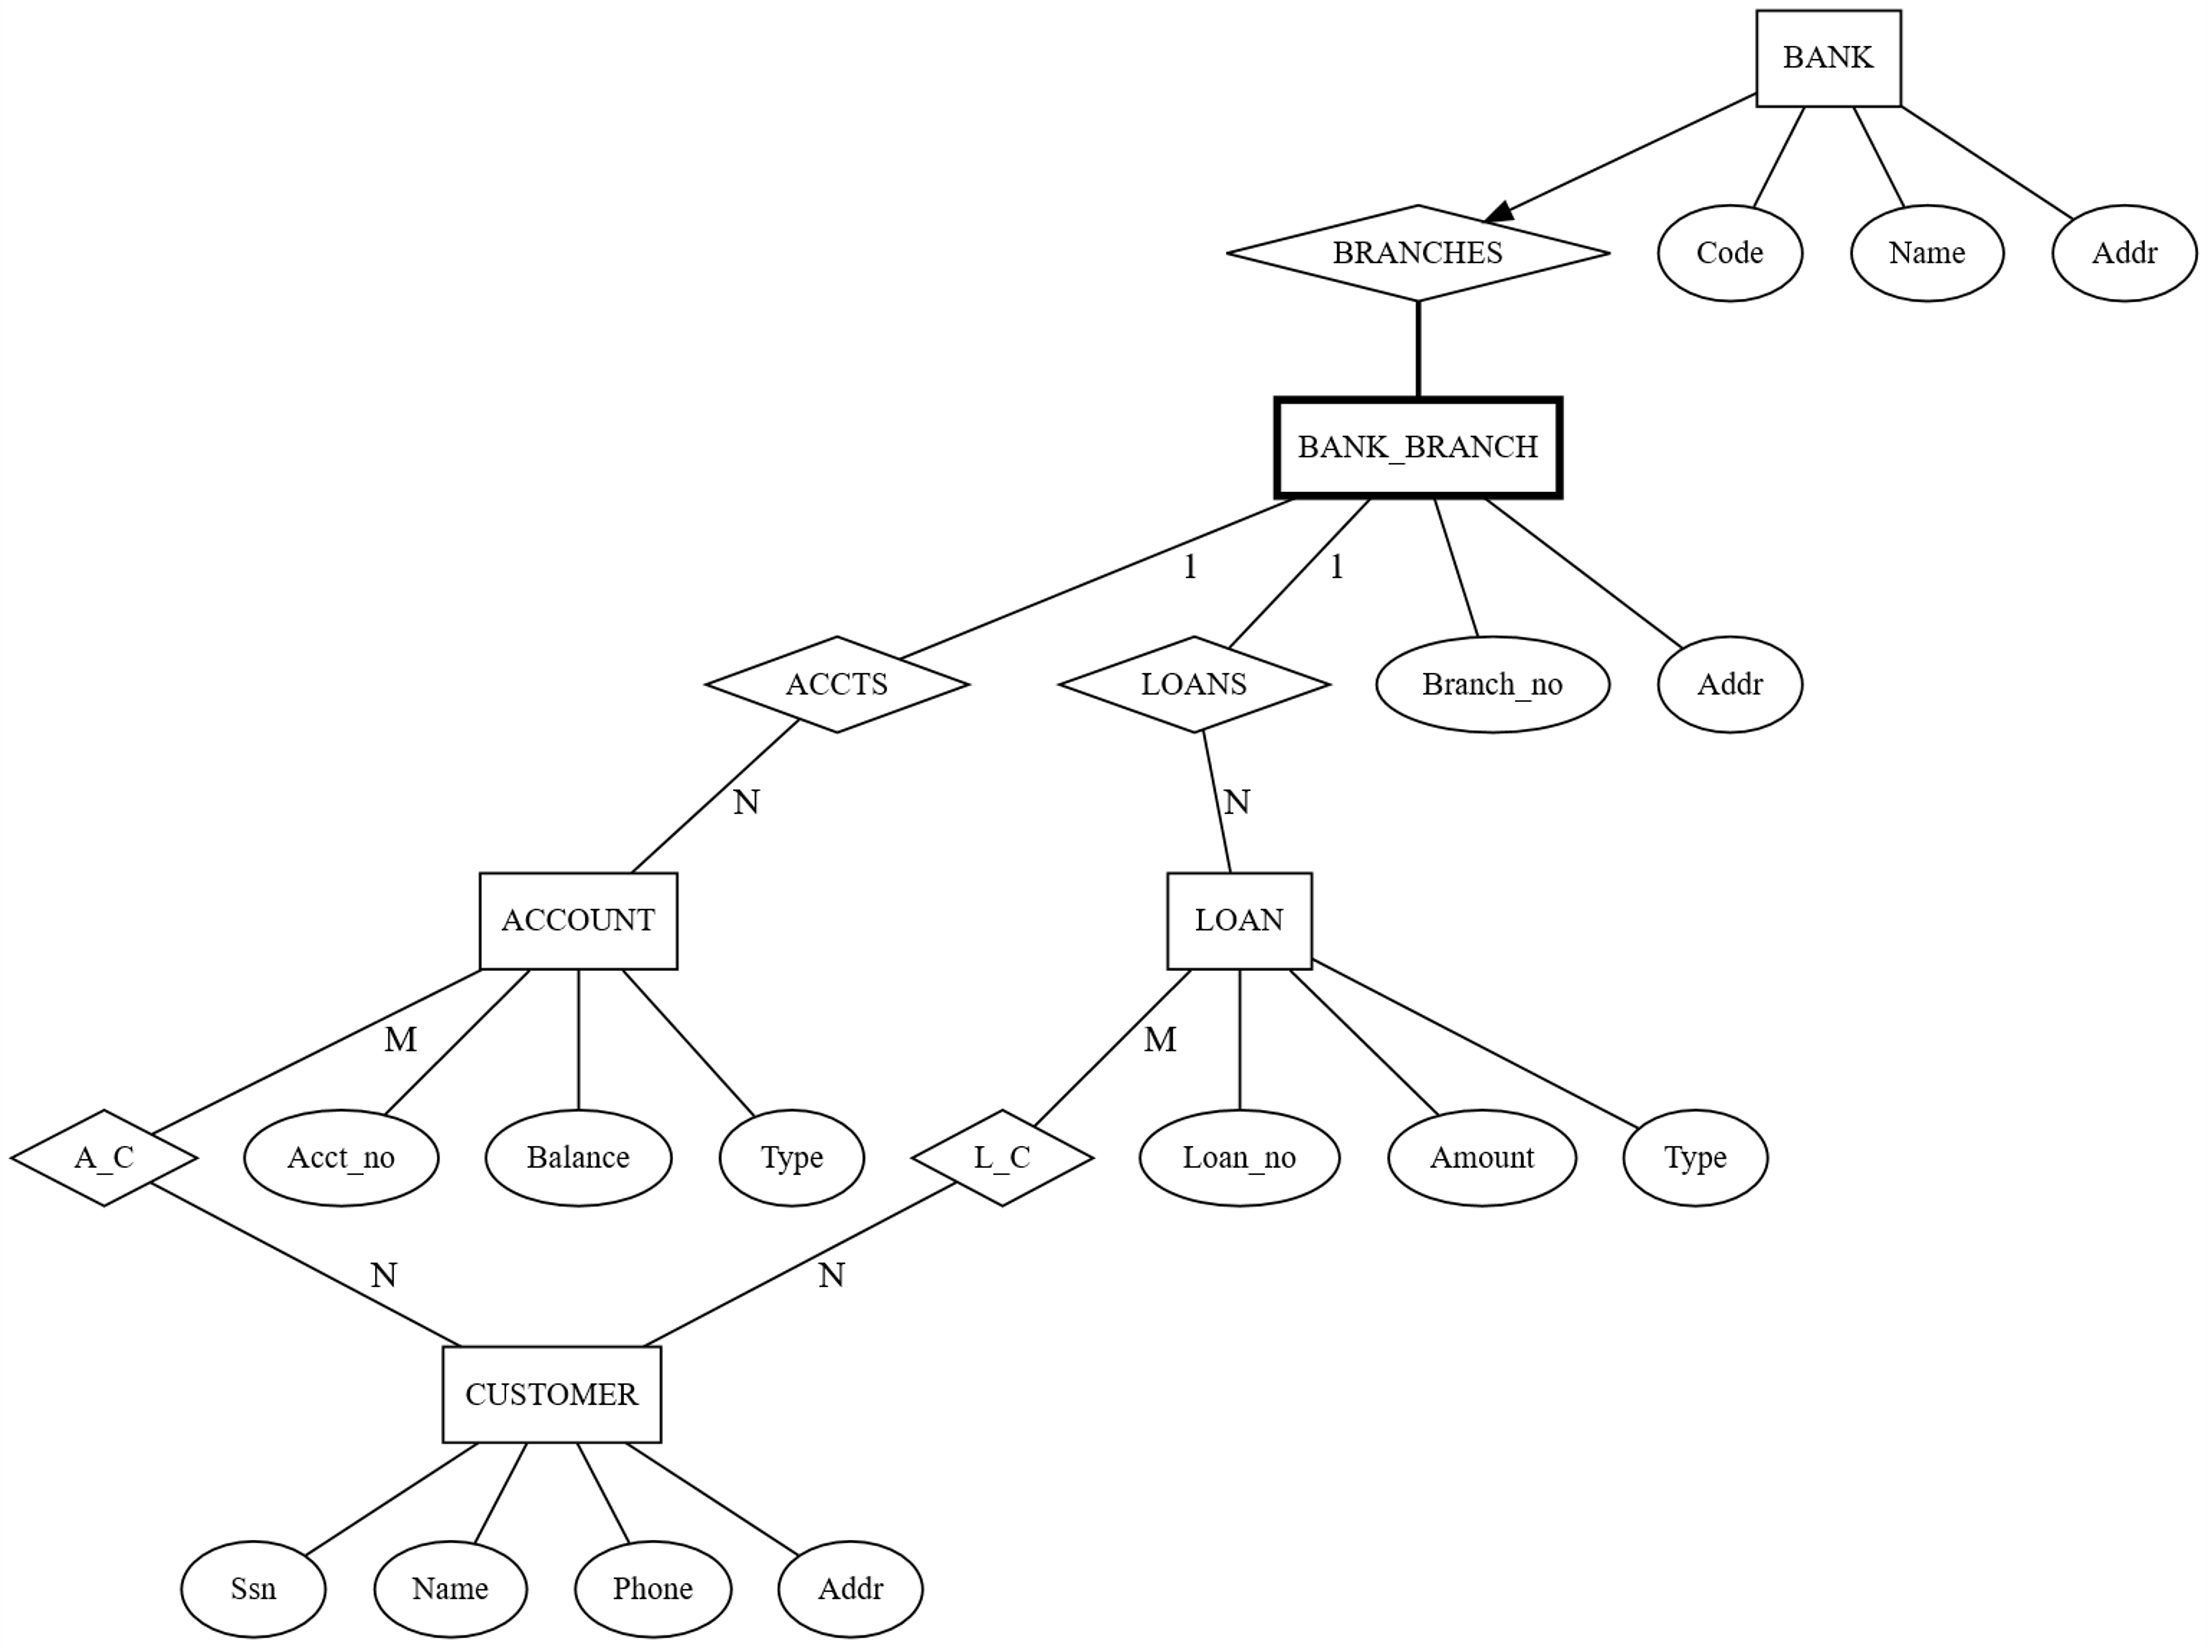 BANK
BRANCHES
Code
Name
Addr
BANK_BRANCH
1
1
ACCTS
LOANS
Branch_no
Addr
N
N
ACCOUNT
LOAN
M
M
A_C
Acct_no
Balance
Type
L_C
Loan_no
Amount
Type
N
N
CUSTOMER
Ssn
Name
Phone
Addr